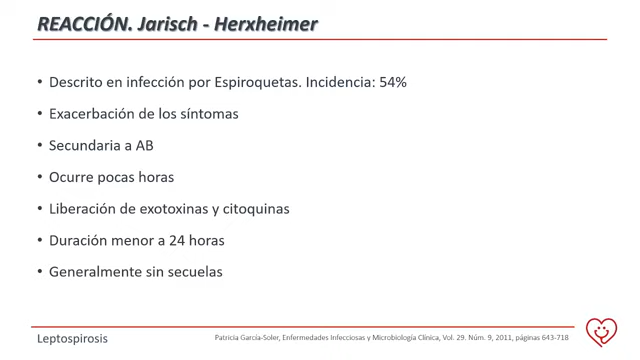 REACCIÓN. Jarisch - Herxheimer
• Descrito en infección por Espiroquetas. Incidencia: 54%
• Exacerbación de los síntomas
• Secundaria a AB
• Ocurre pocas horas
• Liberación de exotoxinas y citoquinas
• Duración menor a 24 horas
• Generalmente sin secuelas
Leptospirosis
Patricia García-Soler, Enfermedades Infecciosas y Microbiología Clínica, Vol. 29. Núm. 9, 2011, páginas 643-718